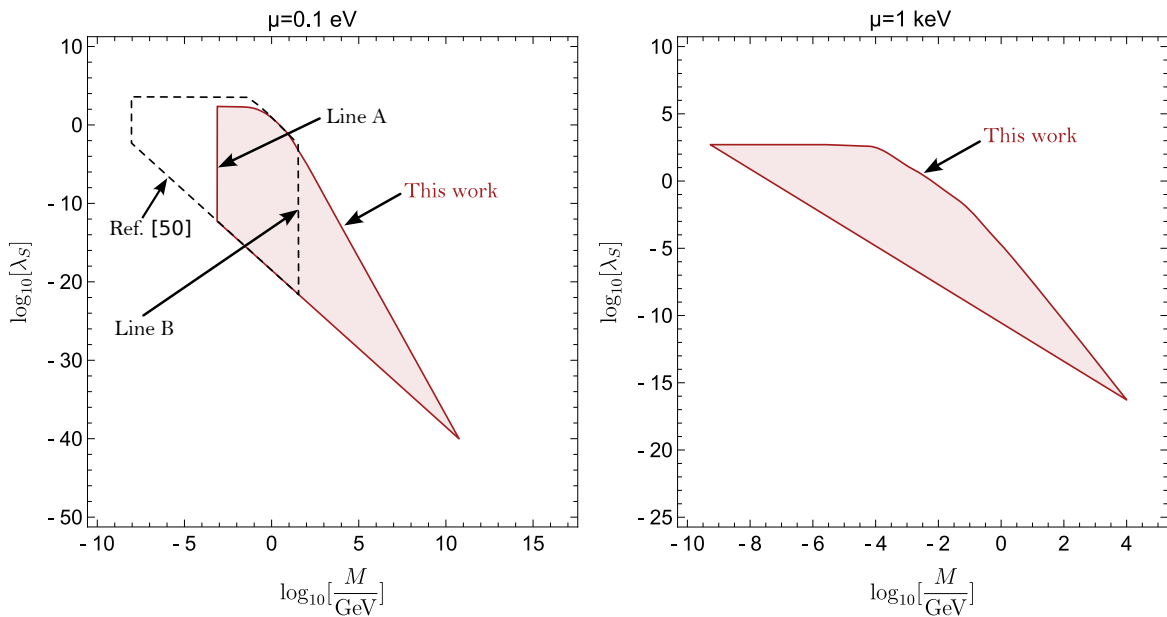 μ=0.1 eV
10
0
- 10
- 20
- 30
- 40
- 50
- 10
- 5
0
5
10
15
log₁₀[λ_S]
log₁₀[M/GeV]
Line A
This work
Ref. [50]
Line B
μ=1 keV
10
5
0
- 5
- 10
- 15
- 20
- 25
- 10
- 8
- 6
- 4
- 2
0
2
4
log₁₀[λ_S]
log₁₀[M/GeV]
This work